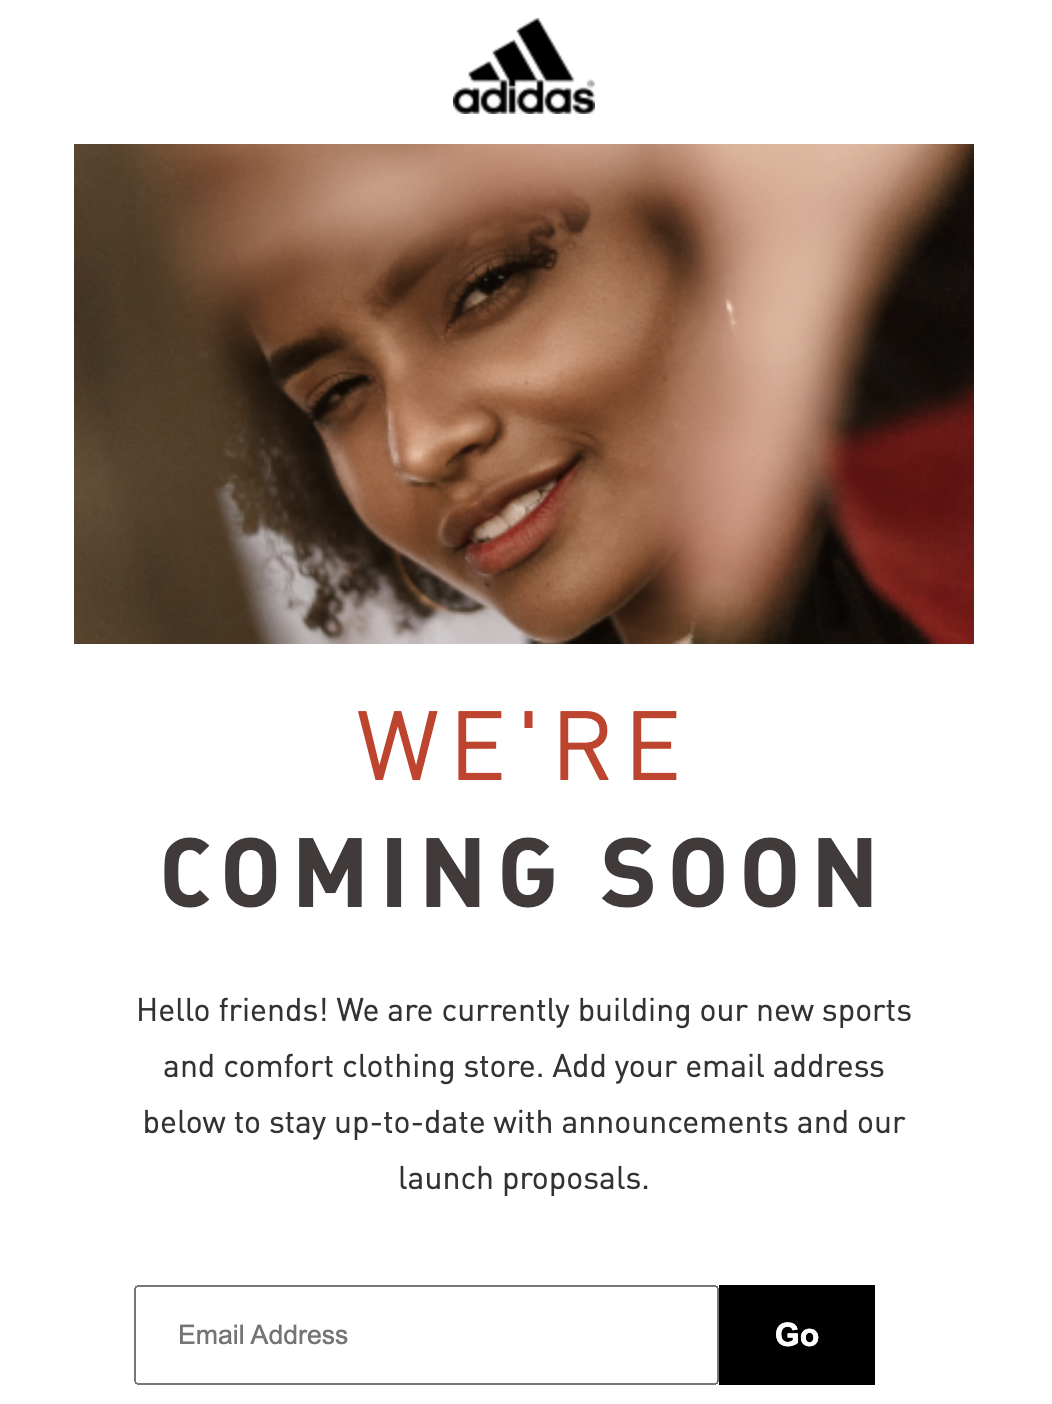 adidas
WE'RE
COMING SOON
Hello friends! We are currently building our new sports
and comfort clothing store. Add your email address
below to stay up-to-date with announcements and our
launch proposals.
Email Address
Go